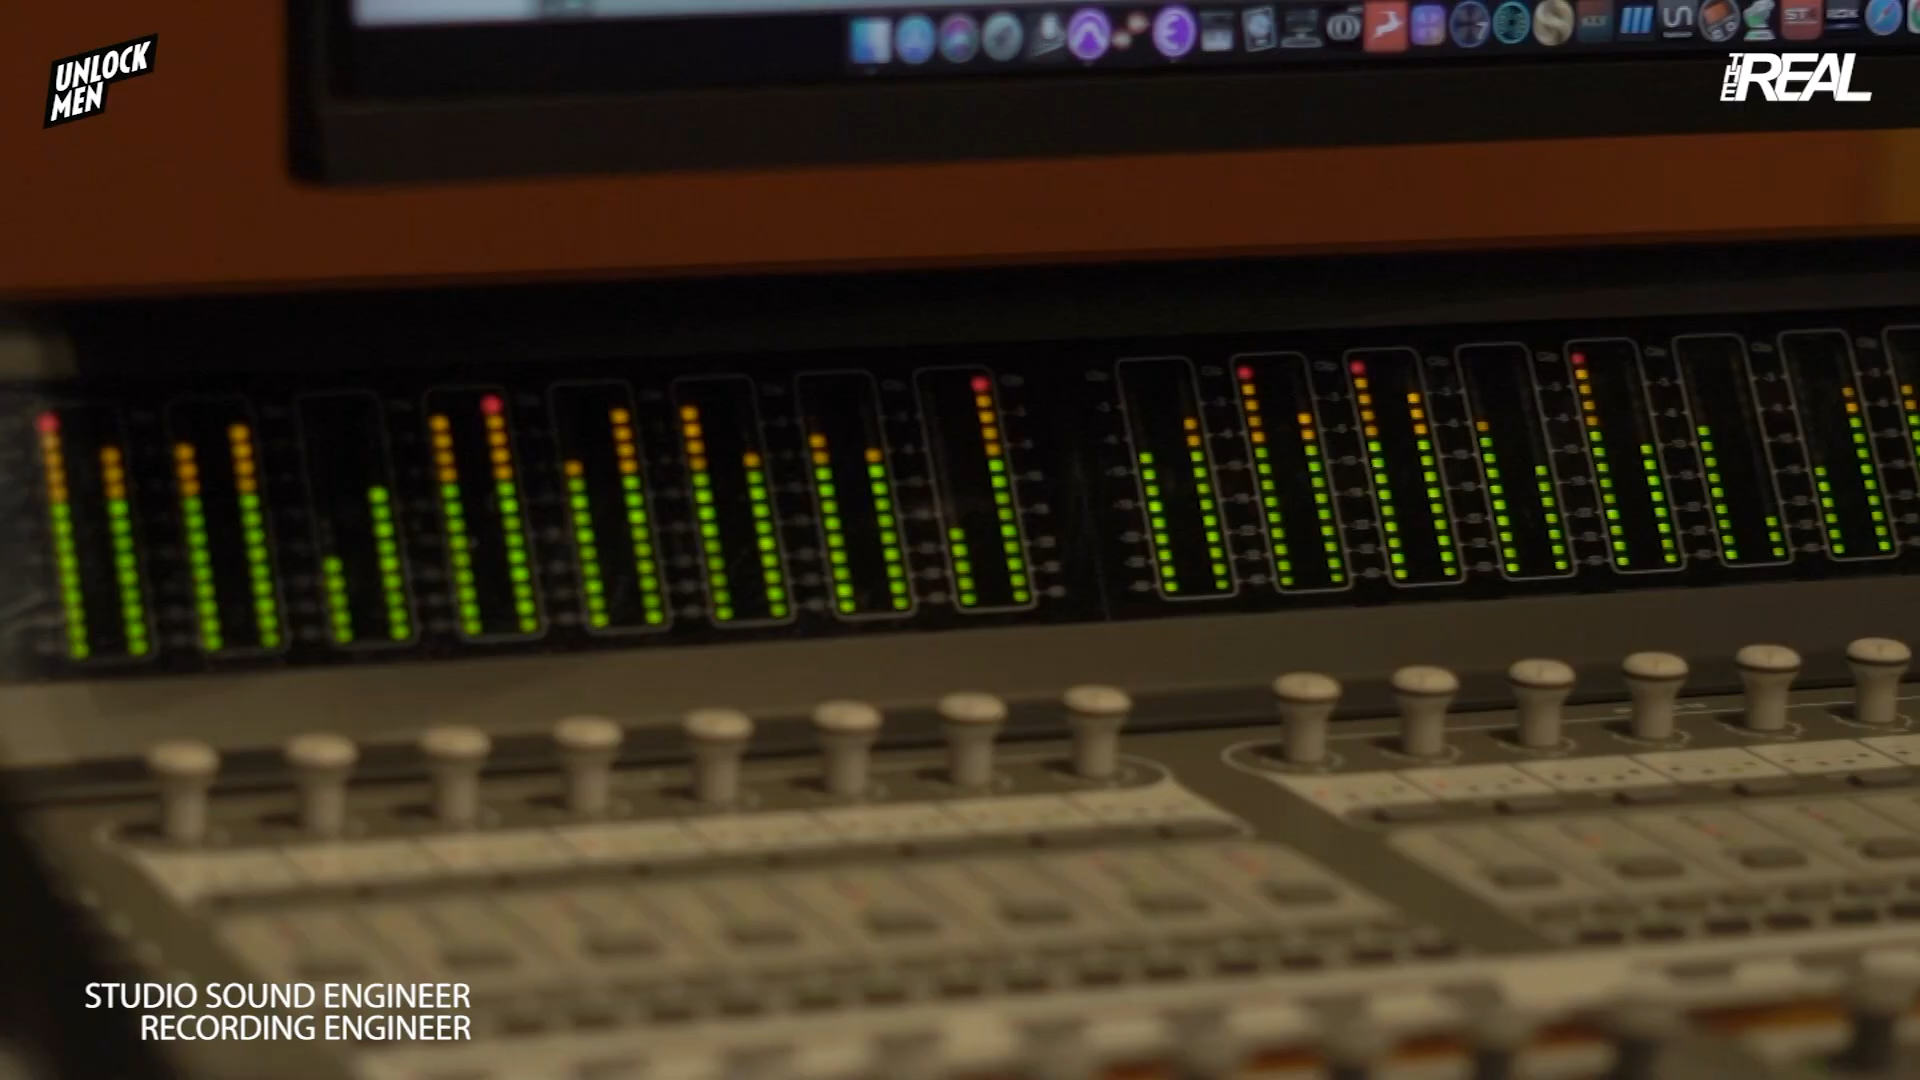 UNLOCK
MEN
THE REAL
STUDIO SOUND ENGINEER
RECORDING ENGINEER